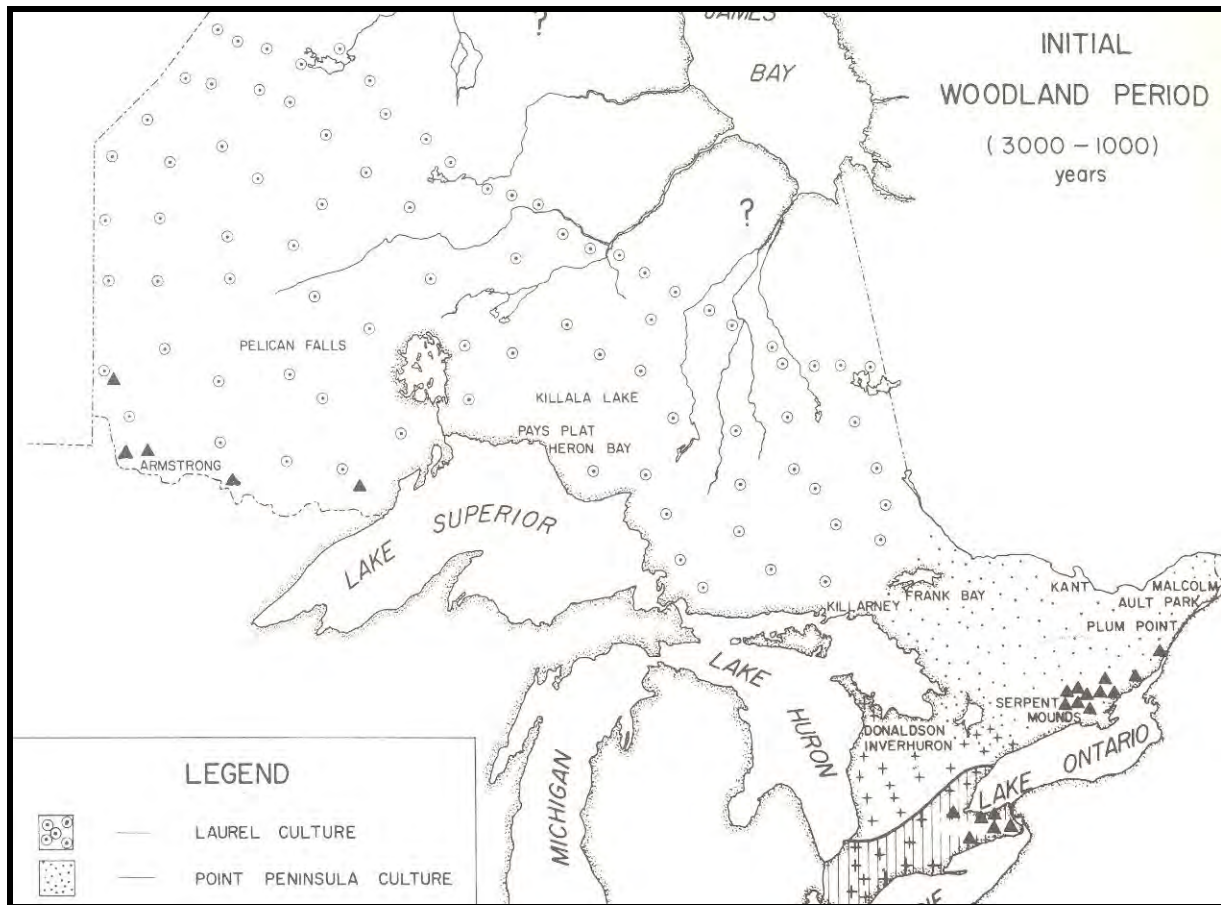 INITIAL
WOODLAND PERIOD
(3000 – 1000)
years
JAMES
BAY
?
?
PELICAN FALLS
KILLALA LAKE
PAYS PLAT
HERON BAY
ARMSTRONG
LAKE SUPERIOR
KILLARNEY
FRANK BAY
KANT
MALCOLM
AULT PARK
PLUM POINT
LAKE HURON
SERPENT
MOUNDS
DONALDSON
INVERHURON
LAKE ONTARIO
MICHIGAN
LEGEND
LAUREL CULTURE
POINT PENINSULA CULTURE